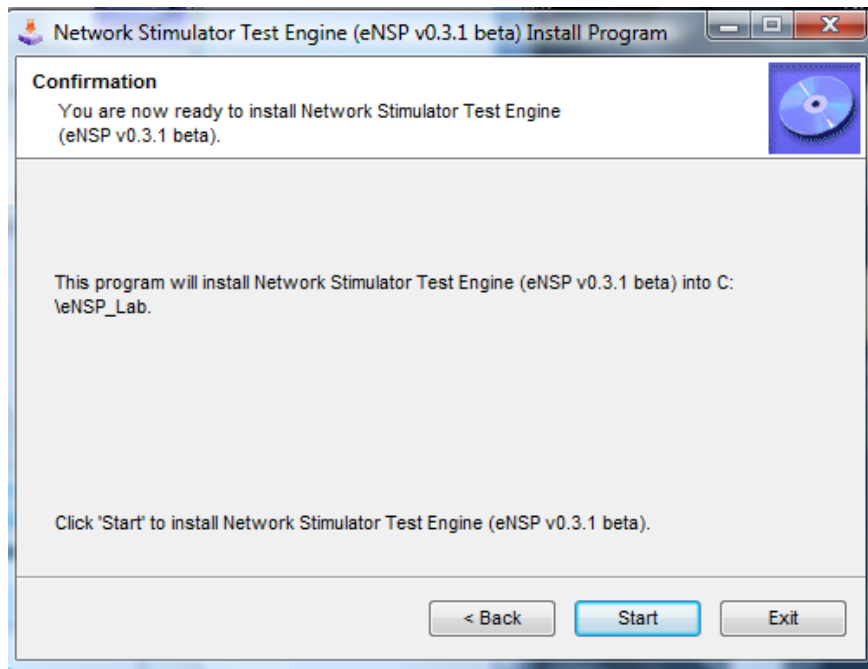 Network Stimulator Test Engine (eNSP v0.3.1 beta) Install Program
Confirmation
You are now ready to install Network Stimulator Test Engine
(eNSP v0.3.1 beta).
This program will install Network Stimulator Test Engine (eNSP v0.3.1 beta) into C:
\eNSP_Lab.
Click 'Start' to install Network Stimulator Test Engine (eNSP v0.3.1 beta).
< Back Start Exit